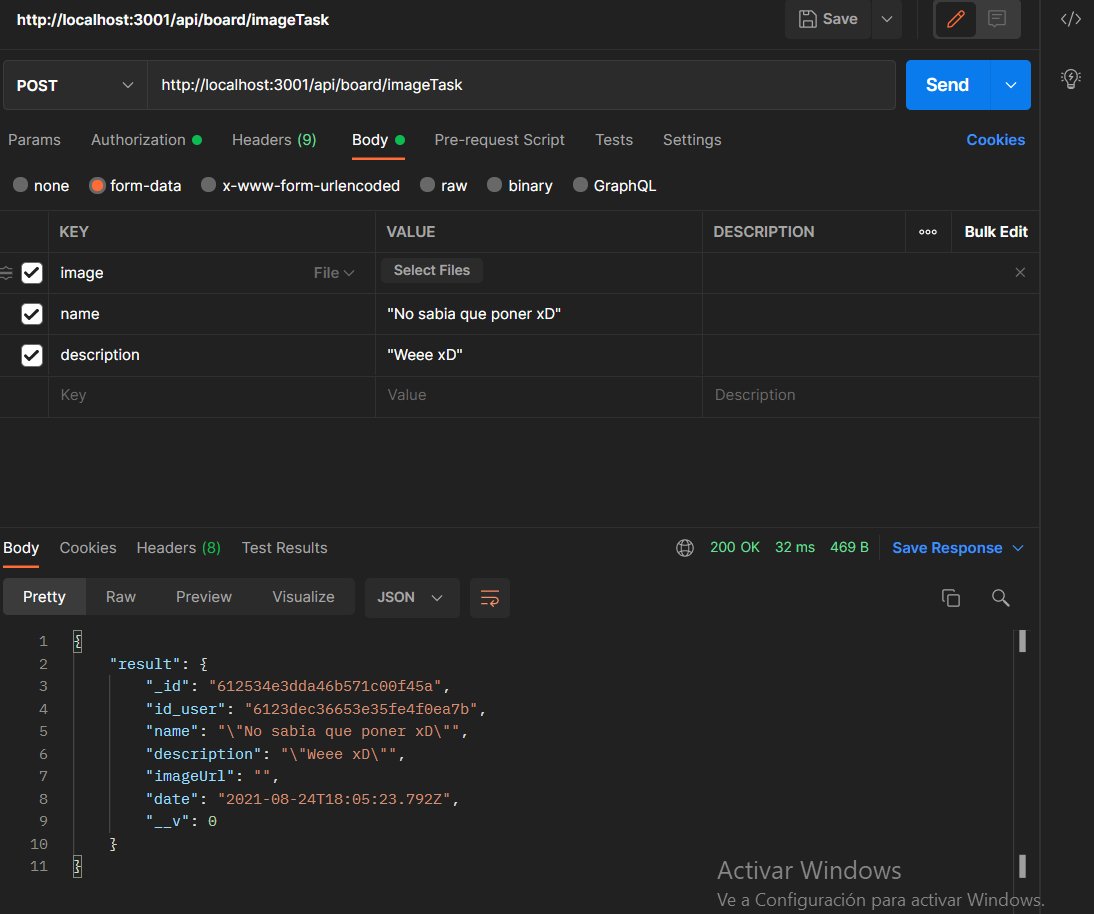 http://localhost:3001/api/board/imageTask Save
POST http://localhost:3001/api/board/imageTask Send
Params Authorization Headers (9) Body Pre-request Script Tests Settings Cookies
none form-data x-www-form-urlencoded raw binary GraphQL
KEY VALUE DESCRIPTION ooo Bulk Edit
image File Select Files
name "No sabia que poner xD"
description "Weee xD"
Key Value Description
Body Cookies Headers (8) Test Results 200 OK 32 ms 469 B Save Response
Pretty Raw Preview Visualize JSON
1 {
2 "result": {
3 "_id": "612534e3dda46b571c00f45a",
4 "id_user": "6123dec36653e35fe4f0ea7b",
5 "name": "\"No sabia que poner xD\"",
6 "description": "\"Weee xD\"",
7 "imageUrl": "",
8 "date": "2021-08-24T18:05:23.792Z",
9 "__v": 0
10 }
11 }
Activar Windows
Ve a Configuración para activar Windows.